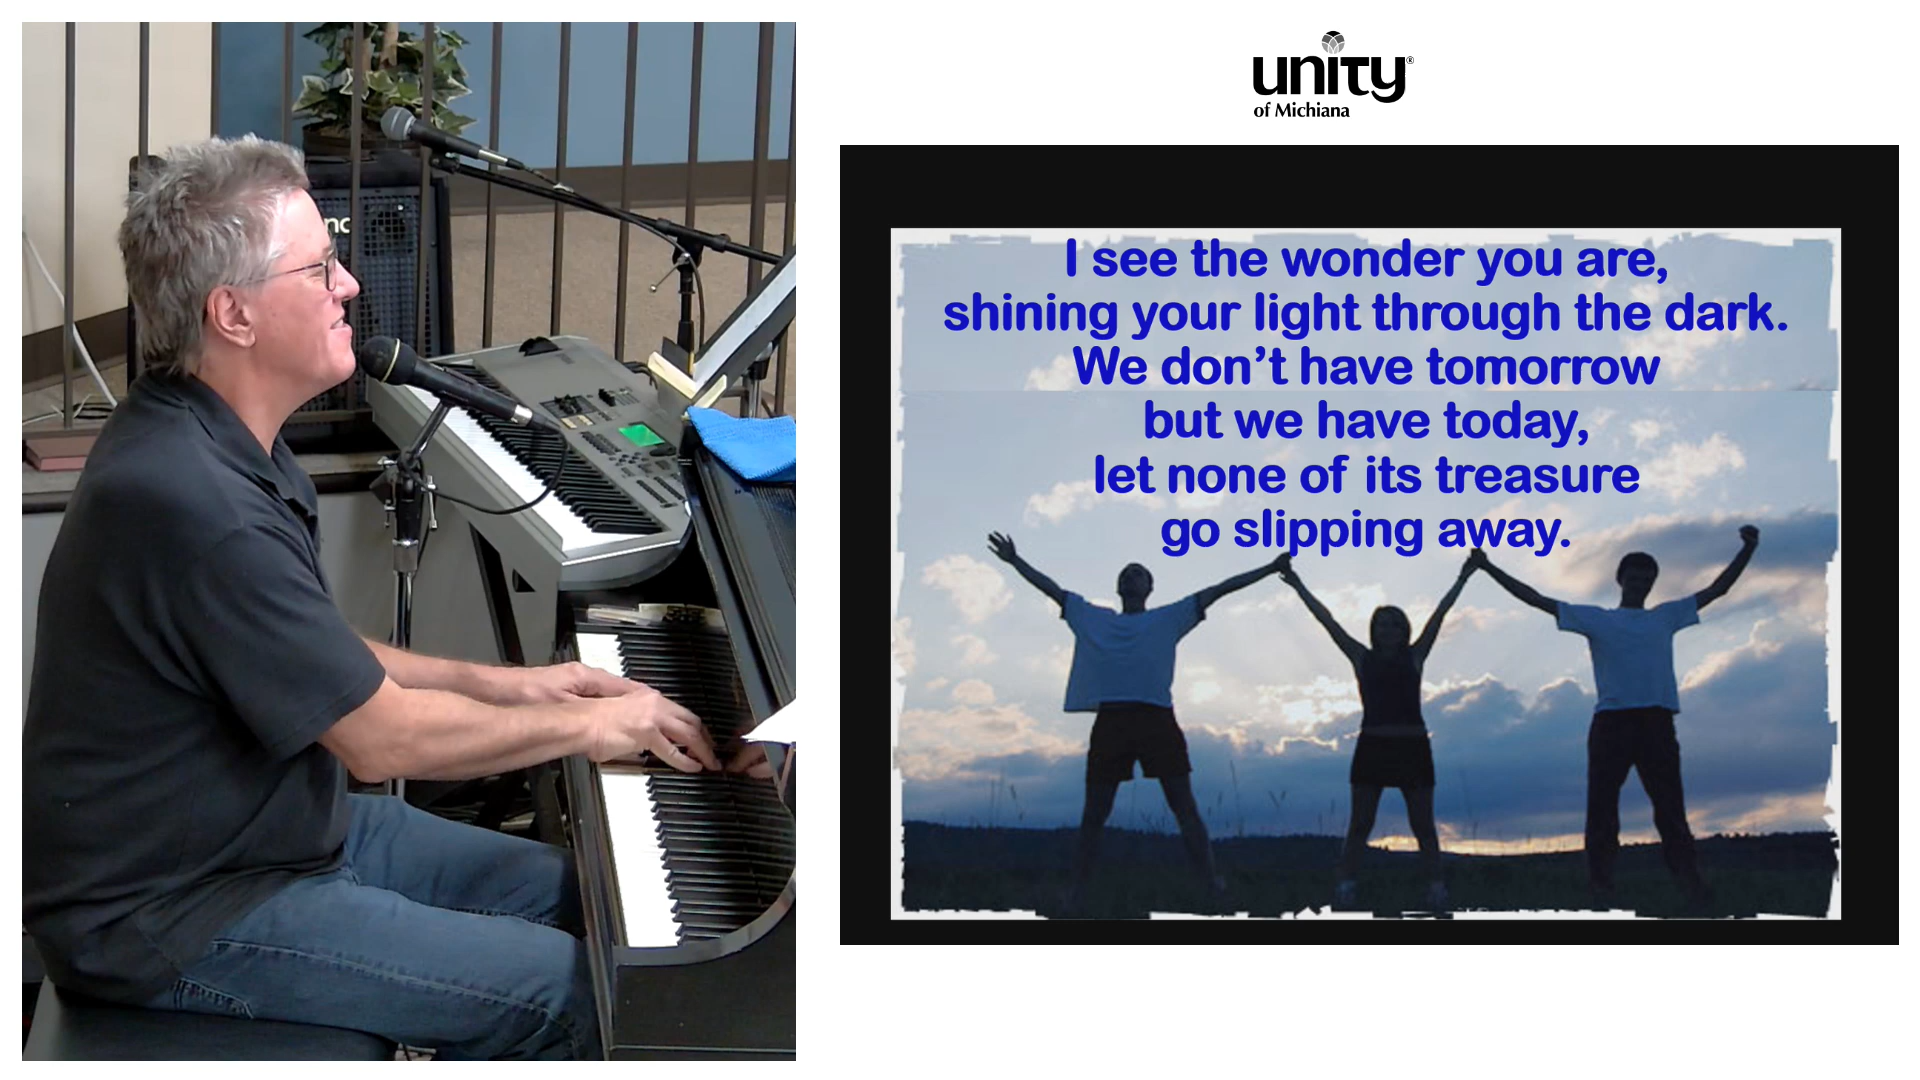 unity®
of Michiana
I see the wonder you are,
shining your light through the dark.
We don’t have tomorrow
but we have today,
let none of its treasure
go slipping away.